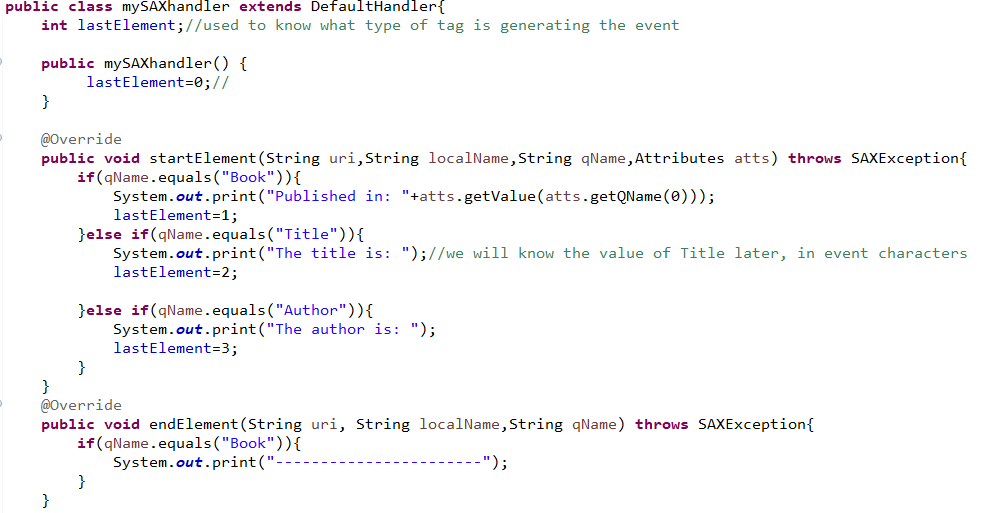 public class mySAXhandler extends DefaultHandler{
    int lastElement;//used to know what type of tag is generating the event

    public mySAXhandler() {
         lastElement=0;//
    }

    @Override
    public void startElement(String uri,String localName,String qName,Attributes atts) throws SAXException{
        if(qName.equals("Book")){
            System.out.print("Published in: "+atts.getValue(atts.getQName(0)));
            lastElement=1;
        }else if(qName.equals("Title")){
            System.out.print("The title is: ");//we will know the value of Title later, in event characters
            lastElement=2;

        }else if(qName.equals("Author")){
            System.out.print("The author is: ");
            lastElement=3;
        }
    }
    @Override
    public void endElement(String uri, String localName,String qName) throws SAXException{
        if(qName.equals("Book")){
            System.out.print("-----------------------");
        }
    }